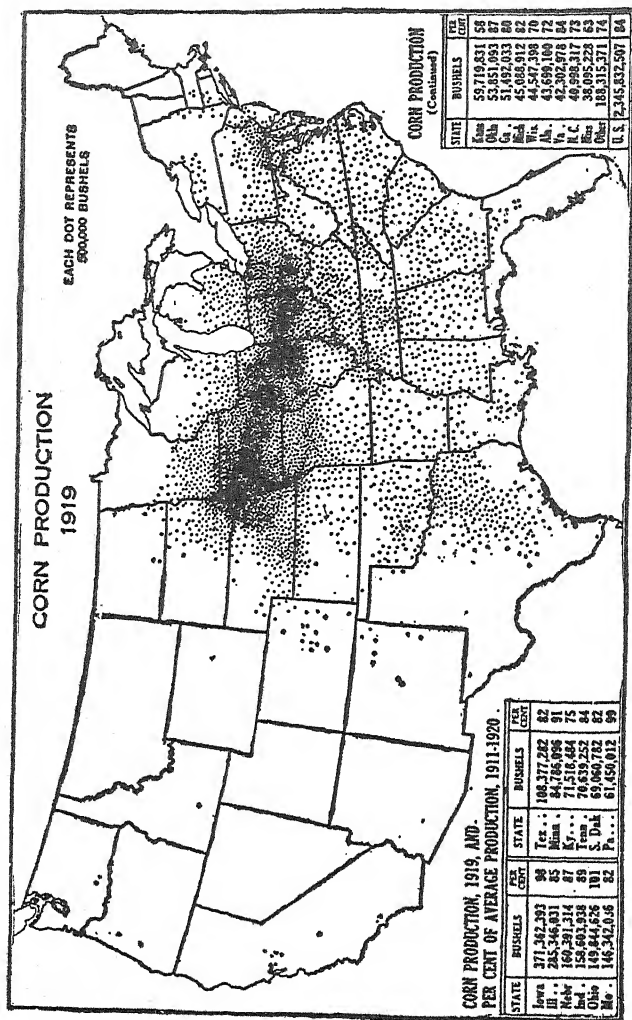 CORN PRODUCTION
1919
EACH DOT REPRESENTS
500,000 BUSHELS
CORN PRODUCTION, 1919, AND
PER CENT OF AVERAGE PRODUCTION, 1911-1920
STATE BUSHELS PER CENT STATE BUSHELS PER CENT
Iowa 371,362,393 98 Tex.. 108,377,282 82
Ill.. 285,346,031 85 Minn. 84,786,096 91
Nebr 160,391,314 87 Ky... 71,518,484 75
Ind. 158,603,938 89 Tenn. 70,639,252 84
Ohio 149,844,626 101 S. Dak 69,060,782 82
Mo. 146,342,036 82 Pa... 61,450,012 99
CORN PRODUCTION
(Continued)
STATE BUSHELS PER CENT
Kans 59,719,831 58
Okla 53,851,093 87
Ga. 51,492,033 80
Mich 45,088,912 82
Wis. 44,547,398 70
Ala. 43,699,100 72
Va. 42,302,978 84
N.C. 40,998,317 73
Miss 38,095,228 63
Other 188,315,371 74
U.S. 2,345,832,507 84